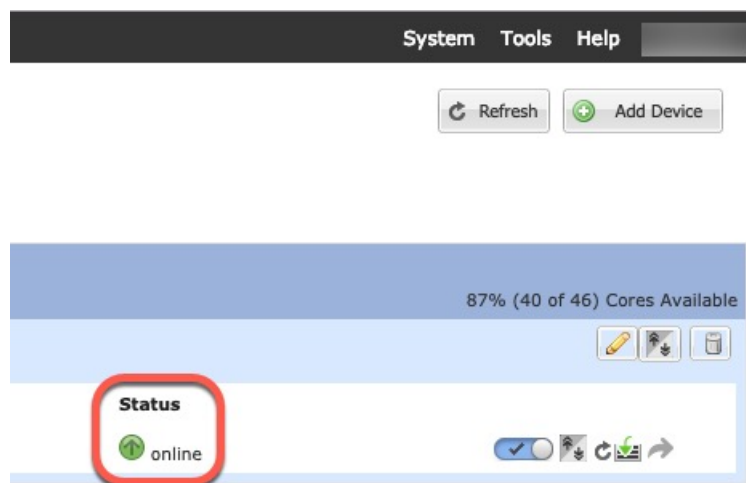 System Tools Help
Refresh Add Device
87% (40 of 46) Cores Available
Status
online